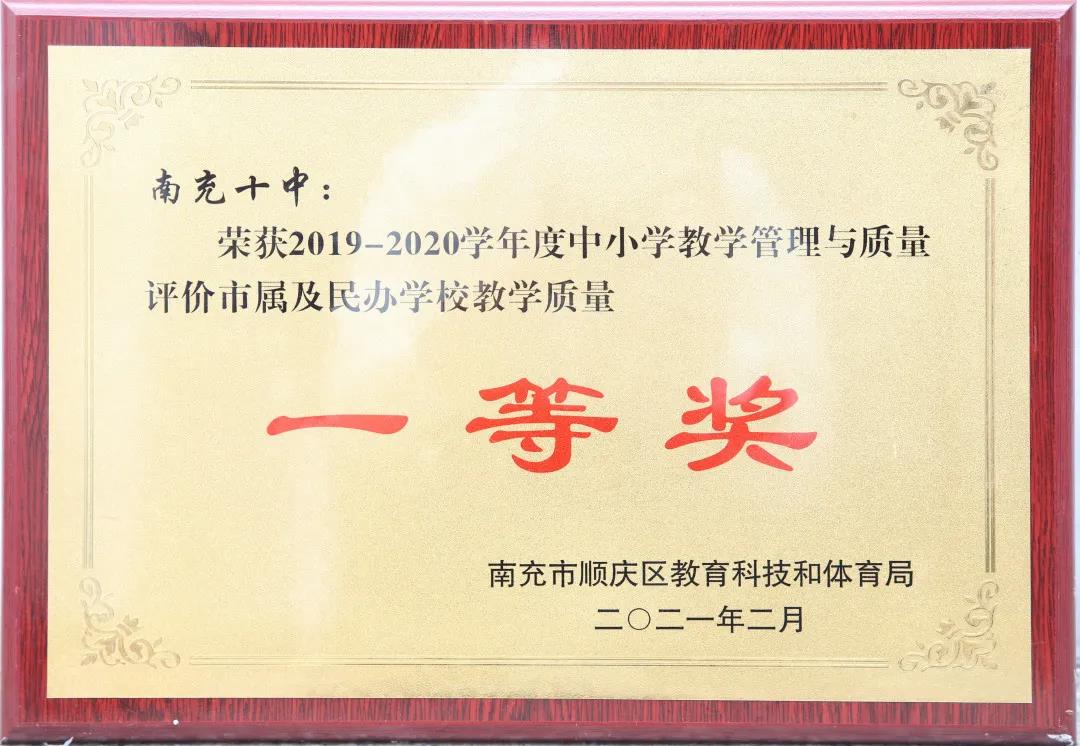 南充十中：
荣获2019-2020学年度中小学教学管理与质量
评价市属及民办学校教学质量
一等奖
南充市顺庆区教育科技和体育局
二〇二一年二月